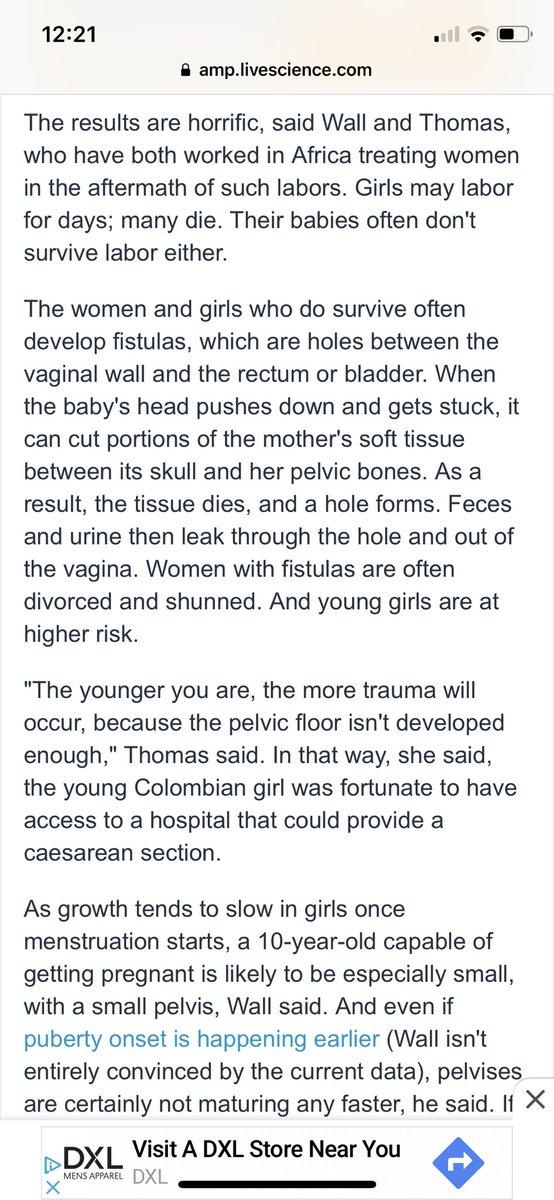 12:21
amp.livescience.com
The results are horrific, said Wall and Thomas,
who have both worked in Africa treating women
in the aftermath of such labors. Girls may labor
for days; many die. Their babies often don't
survive labor either.
The women and girls who do survive often
develop fistulas, which are holes between the
vaginal wall and the rectum or bladder. When
the baby's head pushes down and gets stuck, it
can cut portions of the mother's soft tissue
between its skull and her pelvic bones. As a
result, the tissue dies, and a hole forms. Feces
and urine then leak through the hole and out of
the vagina. Women with fistulas are often
divorced and shunned. And young girls are at
higher risk.
"The younger you are, the more trauma will
occur, because the pelvic floor isn't developed
enough," Thomas said. In that way, she said,
the young Colombian girl was fortunate to have
access to a hospital that could provide a
caesarean section.
As growth tends to slow in girls once
menstruation starts, a 10-year-old capable of
getting pregnant is likely to be especially small,
with a small pelvis, Wall said. And even if
puberty onset is happening earlier (Wall isn't
entirely convinced by the current data), pelvises
are certainly not maturing any faster, he said. If
DXL
MENS APPAREL
Visit A DXL Store Near You
DXL